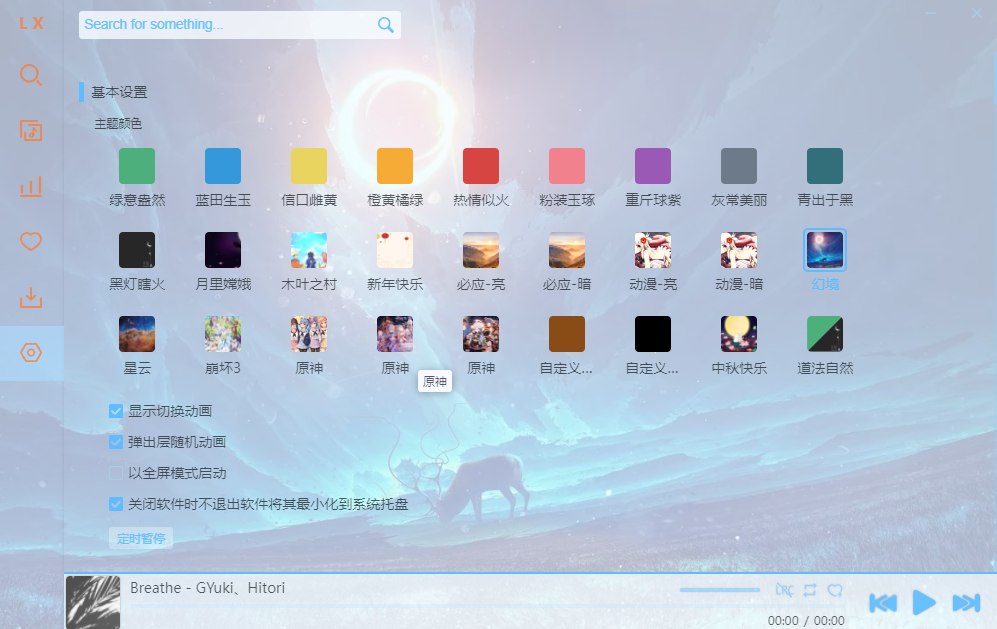 LX
Search for something...
基本设置
主题颜色
绿意盎然 蓝田生玉 信口雌黄 橙黄橘绿 热情似火 粉装玉琢 重斤球紫 灰常美丽 青出于黑
黑灯瞎火 月里嫦娥 木叶之村 新年快乐 必应-亮 必应-暗 动漫-亮 动漫-暗 幻境
星云 崩坏3 原神 原神 原神 自定义... 自定义... 中秋快乐 道法自然
原神
显示切换动画
弹出层随机动画
以全屏模式启动
关闭软件时不退出软件将其最小化到系统托盘
定时暂停
Breathe - GYuki、Hitori
00:00 / 00:00